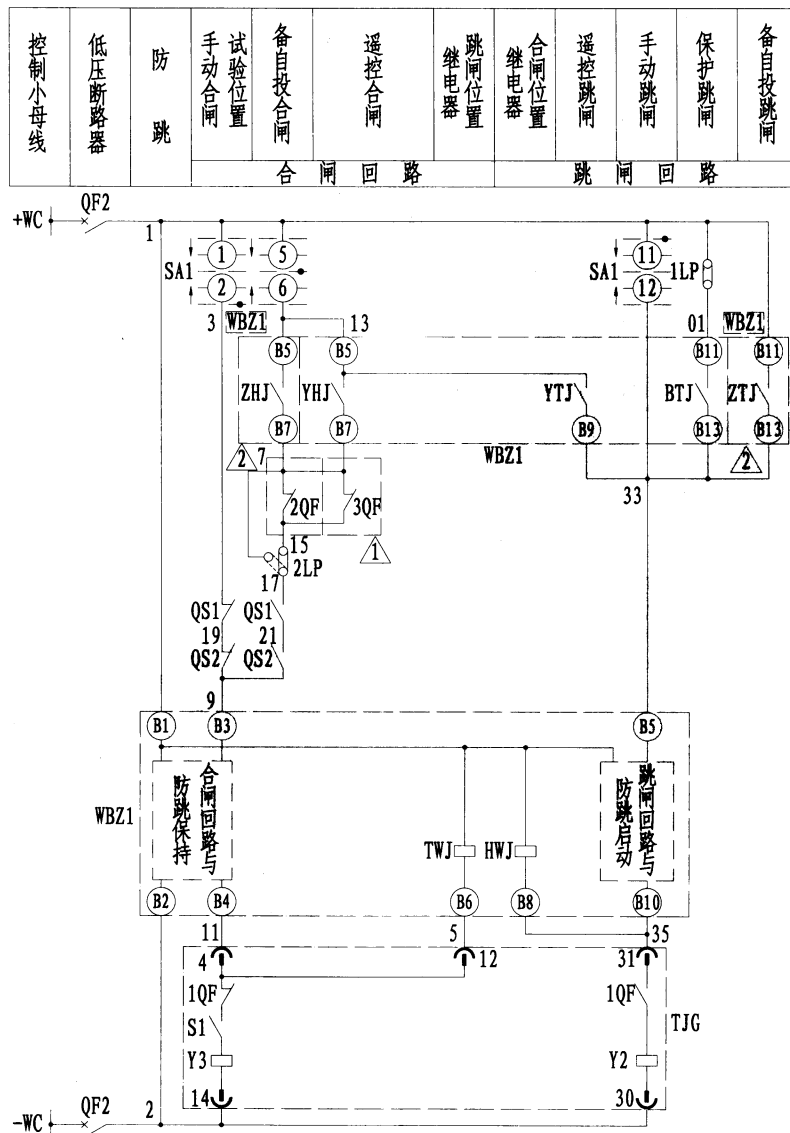 控制小母线
低压断路器
防跳
试验位置
手动合闸
备自投合闸
遥控合闸
跳闸位置
继电器
合闸位置
继电器
遥控跳闸
手动跳闸
保护跳闸
备自投跳闸
合闸回路
跳闸回路
+WC
QF2
1
SA1
1
2
5
6
SA1
11
12
1LP
3
WBZ1
13
01
WBZ1
B5
B5
B11
B11
ZHJ
YHJ
YTJ
BTJ
ZTJ
B7
B7
B9
B13
B13
2
7
WBZ1
2
33
2QF
3QF
1
15
2LP
17
QS1
QS1
19
21
QS2
QS2
9
B1
B3
B5
WBZ1
合闸回路与
防跳保持
TWJ
HWJ
跳闸回路与
防跳启动
B2
B4
B6
B8
B10
11
5
35
4
12
31
1QF
1QF
S1
TJG
Y3
Y2
14
30
-WC
QF2
2